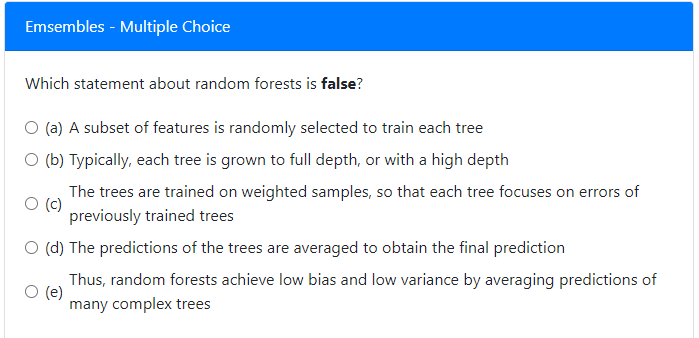 Emsembles - Multiple Choice
Which statement about random forests is false?
(a) A subset of features is randomly selected to train each tree
(b) Typically, each tree is grown to full depth, or with a high depth
(c) The trees are trained on weighted samples, so that each tree focuses on errors of
previously trained trees
(d) The predictions of the trees are averaged to obtain the final prediction
(e) Thus, random forests achieve low bias and low variance by averaging predictions of
many complex trees